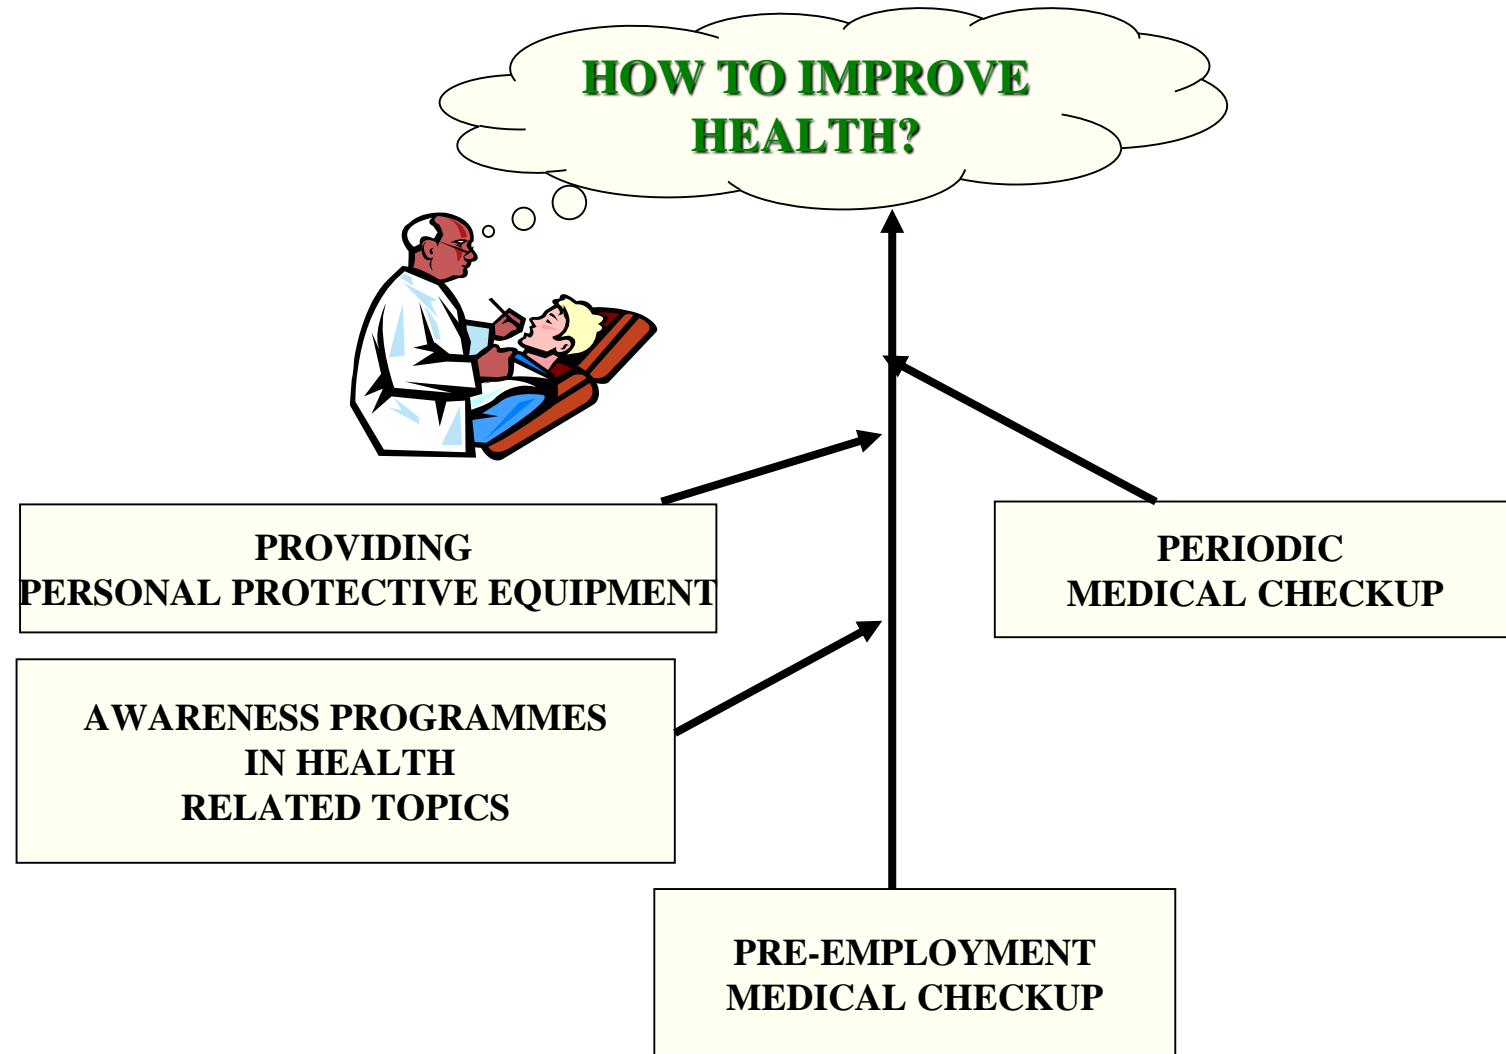 HOW TO IMPROVE
HEALTH?
PROVIDING
PERSONAL PROTECTIVE EQUIPMENT
PERIODIC
MEDICAL CHECKUP
AWARENESS PROGRAMMES
IN HEALTH
RELATED TOPICS
PRE-EMPLOYMENT
MEDICAL CHECKUP